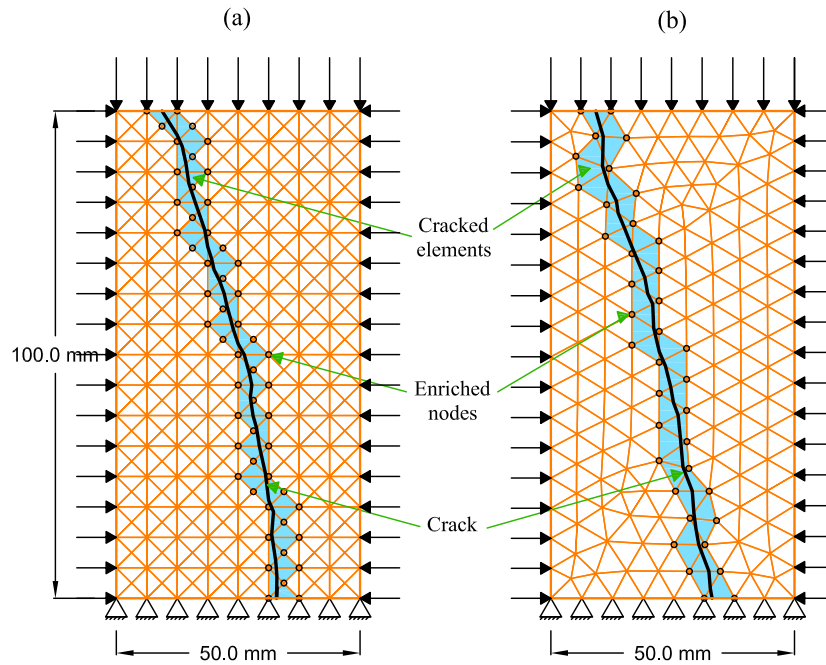 (a)
(b)
Cracked
elements
100.0 mm
Enriched
nodes
Crack
50.0 mm
50.0 mm